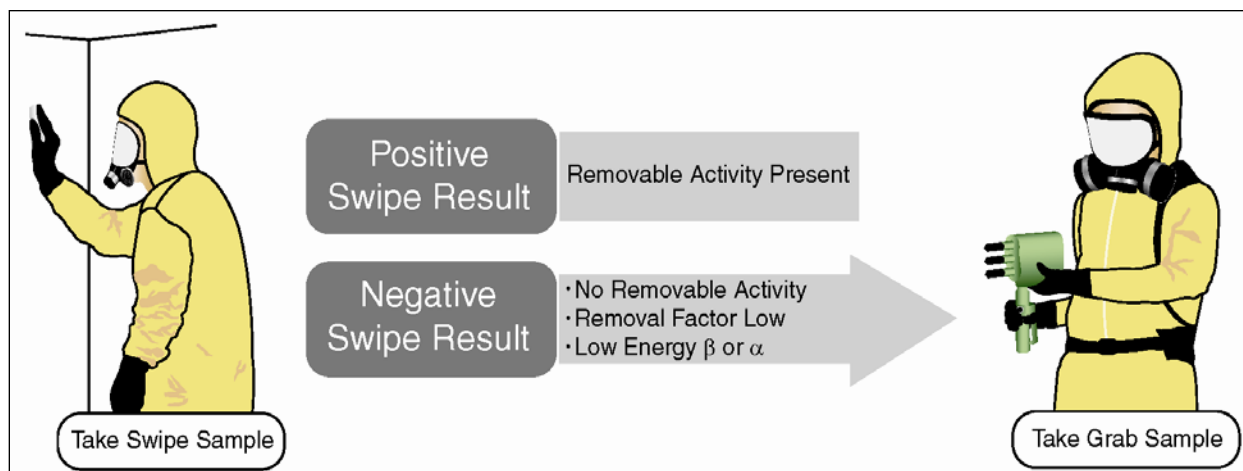 Positive
Swipe Result
Removable Activity Present
Negative
Swipe Result
·No Removable Activity
·Removal Factor Low
·Low Energy β or α
Take Swipe Sample
Take Grab Sample